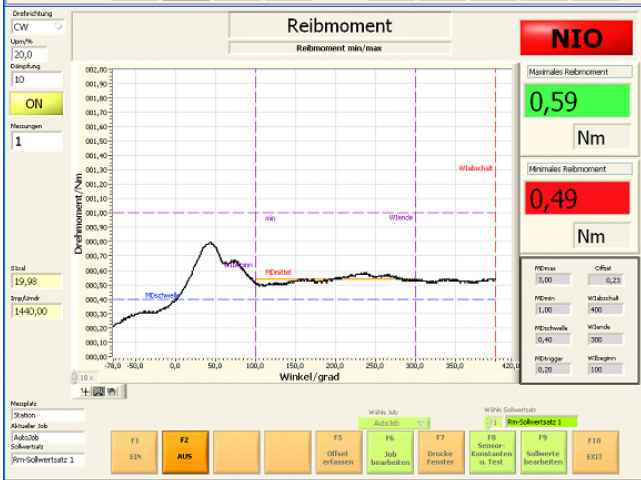 Drehrichtung
CW
Upm/%
20,0
Dämpfung
10
ON
Messungen
1
S1cal
19,98
Imp/Umdr
1440,00
Reibmoment
Reibmoment min/max
NIO
Maximales Reibmoment
0,59
Nm
Minimales Reibmoment
0,49
Nm
MDmax
Offset
3,00
0,23
MDmin
WIabschalt
1,00
400
MDschwelle
WIende
0,40
300
MDtrigger
WIbeginn
0,20
100
Drehmoment/Nm
002,00
001,90
001,80
001,70
001,60
001,50
001,40
001,30
001,20
001,10
001,00
000,90
000,80
000,70
000,60
000,50
000,40
000,30
000,20
000,10
000,00
WIabschalt
min
WIende
WIbeginn
MDmittel
MDschwelle
-78,0 -50,0 0,0 50,0 100,0 150,0 200,0 250,0 300,0 350,0 420,0
Winkel/grad
10 x
Messplatz
Station
Aktueller Job
AutoJob
Sollwertsatz
Rm-Sollwertsatz 1
Wähle Job
AutoJob
Wähle Sollwertsatz
1 Rm-Sollwertsatz 1
F1
EIN
F2
AUS
F5
Offset
erfassen
F6
Job
bearbeiten
F7
Drucke
Fenster
F8
Sensor-
Konstanten
u. Test
F9
Sollwerte
bearbeiten
F10
EXIT